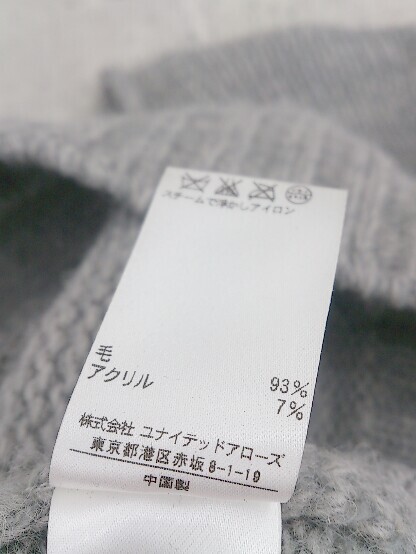 スチームで浮かしアイロン
毛 93%
アクリル 7%
株式会社 ユナイテッドアローズ
東京都港区赤坂8-1-19
中国製